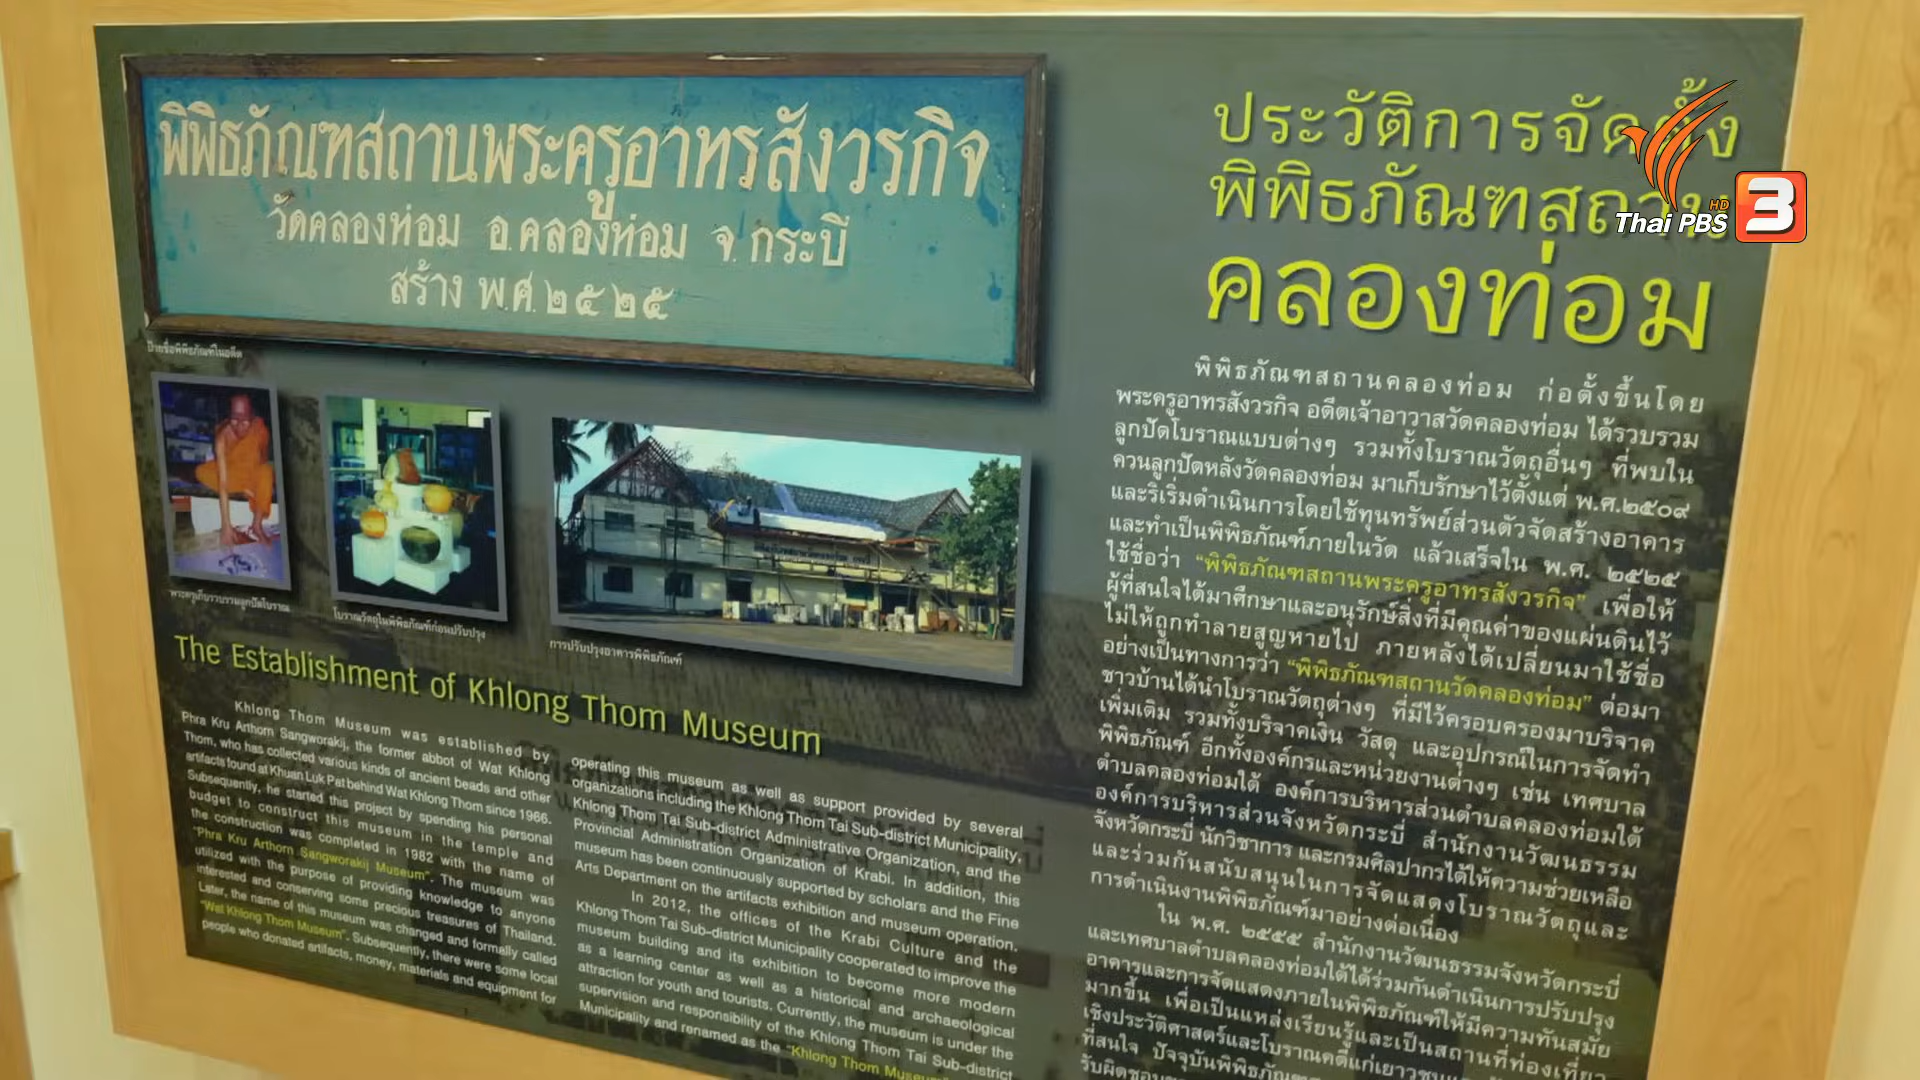 พิพิธภัณฑสถานพระครูอาทรสังวรกิจ
วัดคลองท่อม อ.คลองท่อม จ.กระบี่
สร้าง พ.ศ.๒๕๒๕
ป้ายชื่อพิพิธภัณฑ์ในอดีต
พระครูเก็บรวบรวมลูกปัดโบราณ
โบราณวัตถุในพิพิธภัณฑ์ก่อนปรับปรุง
การปรับปรุงอาคารพิพิธภัณฑ์
The Establishment of Khlong Thom Museum
Khlong Thom Museum was established by
Phra Kru Arthorn Sangworakij, the former abbot of Wat Khlong
Thom, who has collected various kinds of ancient beads and other
artifacts found at Khuan Luk Pat behind Wat Khlong Thom since 1966.
Subsequently, he started this project by spending his personal
budget to construct this museum in the temple and
the construction was completed in 1982 with the name of
"Phra Kru Arthorn Sangworakij Museum". The museum was
utilized with the purpose of providing knowledge to anyone
interested and conserving some precious treasures of Thailand.
Later, the name of this museum was changed and formally called
"Wat Khlong Thom Museum". Subsequently, there were some local
people who donated artifacts, money, materials and equipment for
operating this museum as well as support provided by several
organizations including the Khlong Thom Tai Sub-district Municipality,
Khlong Thom Tai Sub-district Administrative Organization, and the
Provincial Administration Organization of Krabi. In addition, this
museum has been continuously supported by scholars and the Fine
Arts Department on the artifacts exhibition and museum operation.
In 2012, the offices of the Krabi Culture and the
Khlong Thom Tai Sub-district Municipality cooperated to improve the
museum building and its exhibition to become more modern
as a learning center as well as a historical and archaeological
attraction for youth and tourists. Currently, the museum is under the
supervision and responsibility of the Khlong Thom Tai Sub-district
Municipality and renamed as the "Khlong Thom Museum"
ประวัติการจัดตั้ง
พิพิธภัณฑสถาน
คลองท่อม
พิพิธภัณฑสถานคลองท่อม ก่อตั้งขึ้นโดย
พระครูอาทรสังวรกิจ อดีตเจ้าอาวาสวัดคลองท่อม ได้รวบรวม
ลูกปัดโบราณแบบต่างๆ รวมทั้งโบราณวัตถุอื่นๆ ที่พบใน
ควนลูกปัดหลังวัดคลองท่อม มาเก็บรักษาไว้ตั้งแต่ พ.ศ.๒๕๐๙
และริเริ่มดำเนินการโดยใช้ทุนทรัพย์ส่วนตัวจัดสร้างอาคาร
และทำเป็นพิพิธภัณฑ์ภายในวัด แล้วเสร็จใน พ.ศ. ๒๕๒๕
ใช้ชื่อว่า "พิพิธภัณฑสถานพระครูอาทรสังวรกิจ" เพื่อให้
ผู้ที่สนใจได้มาศึกษาและอนุรักษ์สิ่งที่มีคุณค่าของแผ่นดินไว้
ไม่ให้ถูกทำลายสูญหายไป ภายหลังได้เปลี่ยนมาใช้ชื่อ
อย่างเป็นทางการว่า "พิพิธภัณฑสถานวัดคลองท่อม" ต่อมา
ชาวบ้านได้นำโบราณวัตถุต่างๆ ที่มีไว้ครอบครองมาบริจาค
เพิ่มเติม รวมทั้งบริจาคเงิน วัสดุ และอุปกรณ์ในการจัดทำ
พิพิธภัณฑ์ อีกทั้งองค์กรและหน่วยงานต่างๆ เช่น เทศบาล
ตำบลคลองท่อมใต้ องค์การบริหารส่วนตำบลคลองท่อมใต้
องค์การบริหารส่วนจังหวัดกระบี่ สำนักงานวัฒนธรรม
จังหวัดกระบี่ นักวิชาการ และกรมศิลปากรได้ให้ความช่วยเหลือ
และร่วมกันสนับสนุนในการจัดแสดงโบราณวัตถุและ
การดำเนินงานพิพิธภัณฑ์มาอย่างต่อเนื่อง
ใน พ.ศ. ๒๕๕๕ สำนักงานวัฒนธรรมจังหวัดกระบี่
และเทศบาลตำบลคลองท่อมใต้ได้ร่วมกันดำเนินการปรับปรุง
อาคารและการจัดแสดงภายในพิพิธภัณฑ์ให้มีความทันสมัย
มากขึ้น เพื่อเป็นแหล่งเรียนรู้และเป็นสถานที่ท่องเที่ยว
เชิงประวัติศาสตร์และโบราณคดีแก่เยาวชน
ที่สนใจ ปัจจุบันพิพิธภัณฑ
รับผิดชอบ
Thai PBS HD 3